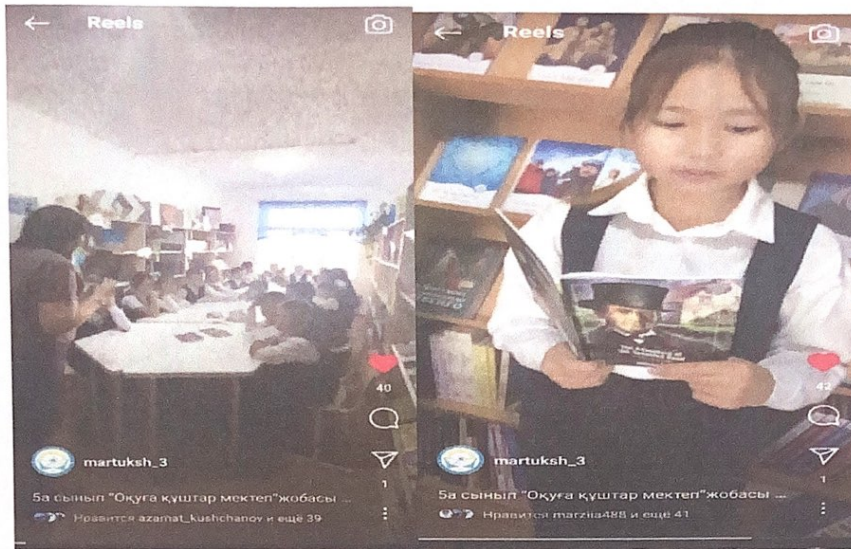 Reels
40
martuksh_3
1
5а сынып "Оқуға құштар мектеп"жобасы ...
Нравится azamat_kushchanov и ещё 39
Reels
42
martuksh_3
1
5а сынып "Оқуға құштар мектеп"жобасы ...
Нравится marziia488 и ещё 41